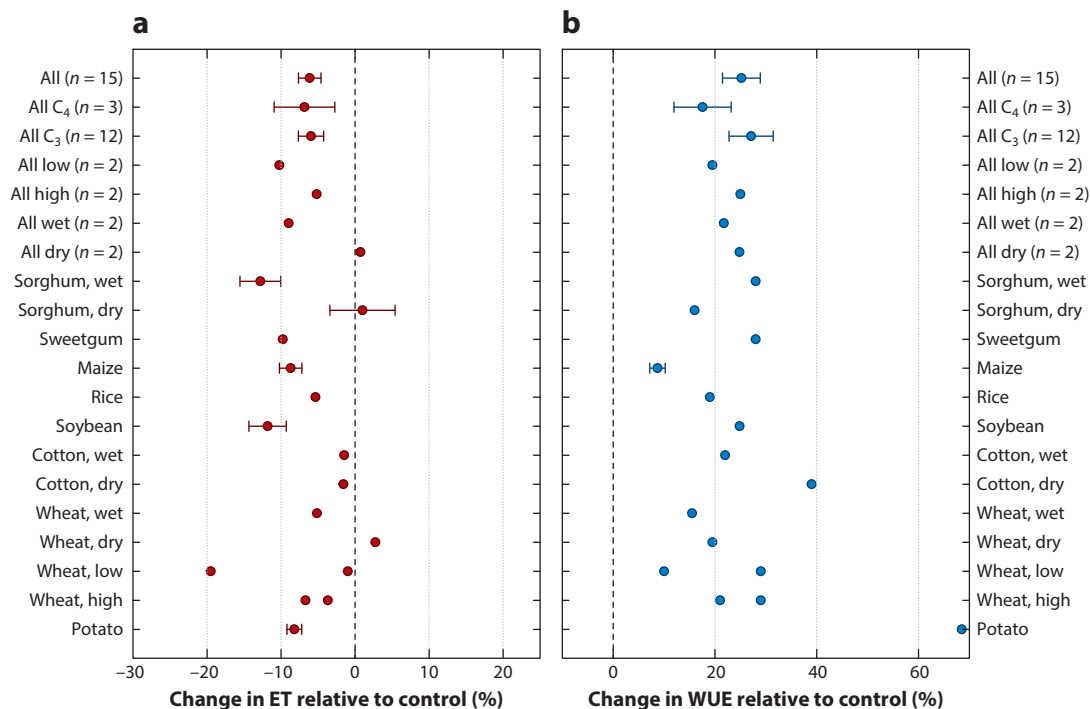 a
b
All (n = 15)
All C₄ (n = 3)
All C₃ (n = 12)
All low (n = 2)
All high (n = 2)
All wet (n = 2)
All dry (n = 2)
Sorghum, wet
Sorghum, dry
Sweetgum
Maize
Rice
Soybean
Cotton, wet
Cotton, dry
Wheat, wet
Wheat, dry
Wheat, low
Wheat, high
Potato
−30
−20
−10
0
10
20
Change in ET relative to control (%)
All (n = 15)
All C₄ (n = 3)
All C₃ (n = 12)
All low (n = 2)
All high (n = 2)
All wet (n = 2)
All dry (n = 2)
Sorghum, wet
Sorghum, dry
Sweetgum
Maize
Rice
Soybean
Cotton, wet
Cotton, dry
Wheat, wet
Wheat, dry
Wheat, low
Wheat, high
Potato
0
20
40
60
Change in WUE relative to control (%)